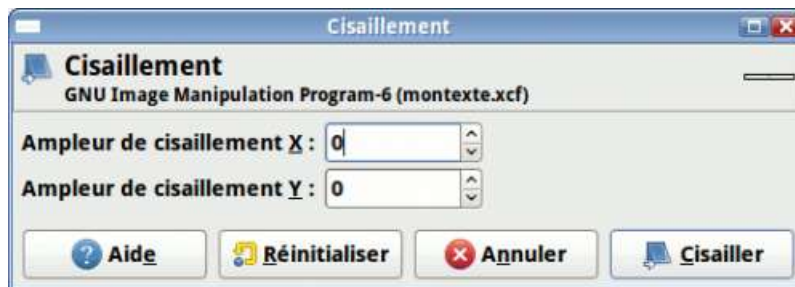 Cisaillement
Cisaillement
GNU Image Manipulation Program-6 (montexte.xcf)
Ampleur de cisaillement X : 0
Ampleur de cisaillement Y : 0
Aide Réinitialiser Annuler Cisailler